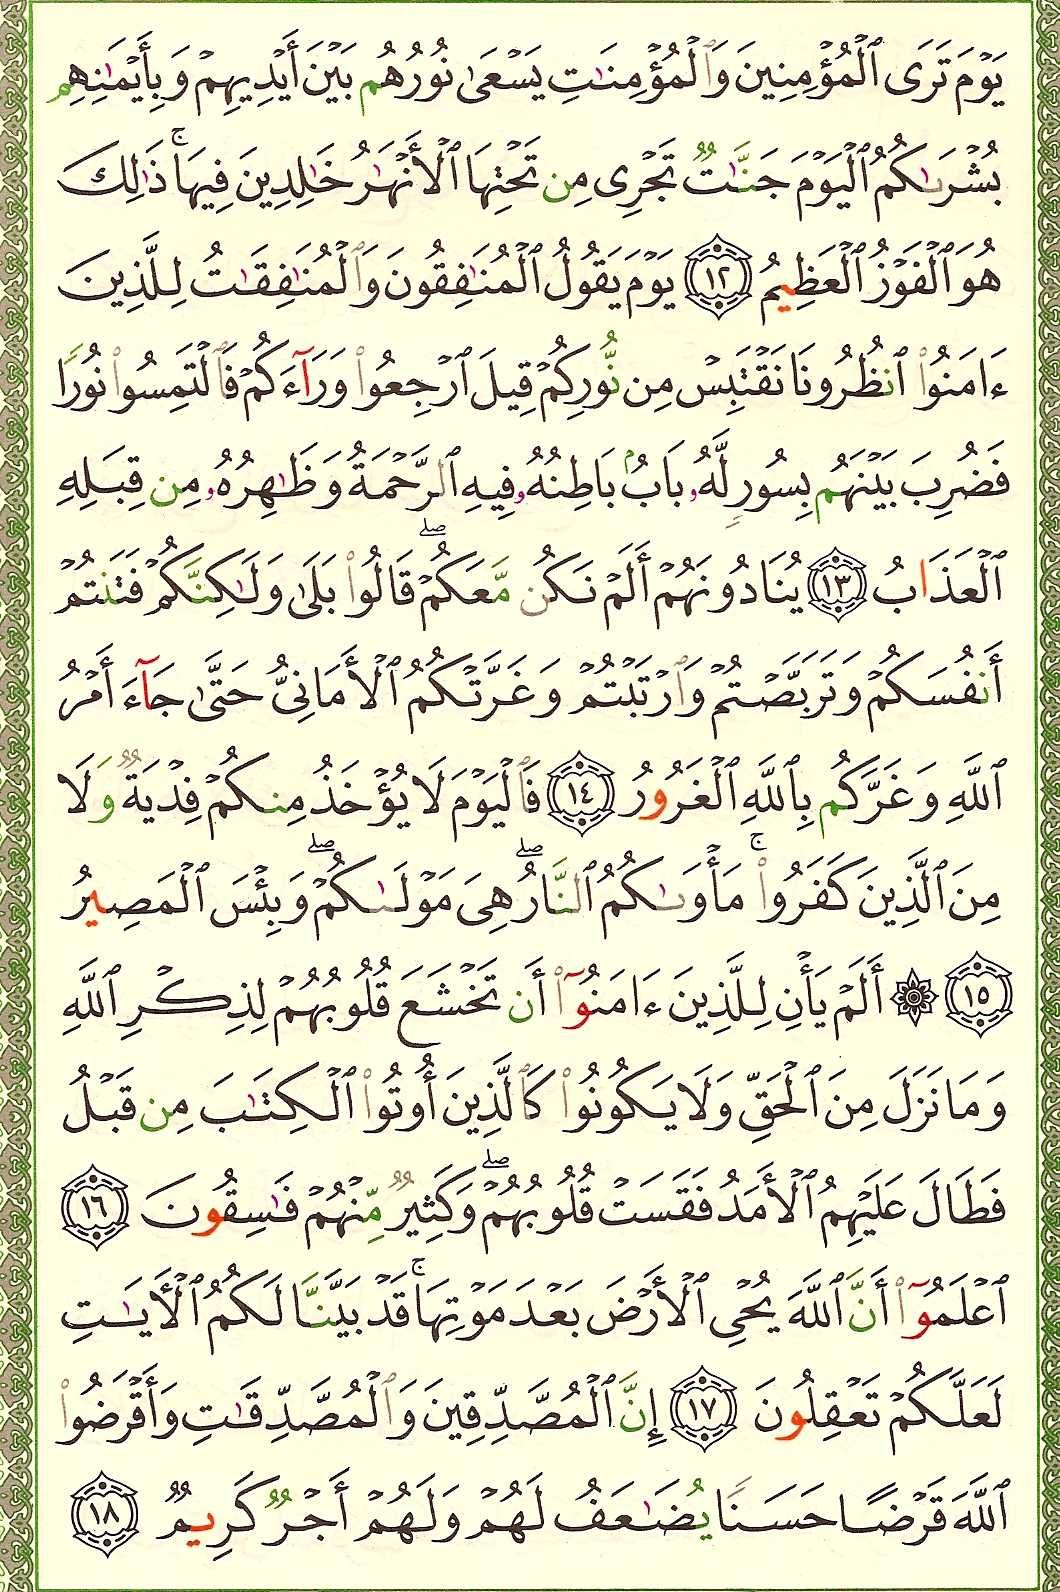 يَوْمَ تَرَى ٱلْمُؤْمِنِينَ وَٱلْمُؤْمِنَٰتِ يَسْعَىٰ نُورُهُم بَيْنَ أَيْدِيهِمْ وَبِأَيْمَٰنِهِم
بُشْرَىٰكُمُ ٱلْيَوْمَ جَنَّٰتٌ تَجْرِى مِن تَحْتِهَا ٱلْأَنْهَٰرُ خَٰلِدِينَ فِيهَا ۚ ذَٰلِكَ
هُوَ ٱلْفَوْزُ ٱلْعَظِيمُ ١٢ يَوْمَ يَقُولُ ٱلْمُنَٰفِقُونَ وَٱلْمُنَٰفِقَٰتُ لِلَّذِينَ
ءَامَنُوا۟ ٱنظُرُونَا نَقْتَبِسْ مِن نُّورِكُمْ قِيلَ ٱرْجِعُوا۟ وَرَآءَكُمْ فَٱلْتَمِسُوا۟ نُورًا
فَضُرِبَ بَيْنَهُم بِسُورٍ لَّهُۥ بَابٌۢ بَاطِنُهُۥ فِيهِ ٱلرَّحْمَةُ وَظَٰهِرُهُۥ مِن قِبَلِهِ
ٱلْعَذَابُ ١٣ يُنَادُونَهُمْ أَلَمْ نَكُن مَّعَكُمْ ۖ قَالُوا۟ بَلَىٰ وَلَٰكِنَّكُمْ فَتَنتُمْ
أَنفُسَكُمْ وَتَرَبَّصْتُمْ وَٱرْتَبْتُمْ وَغَرَّتْكُمُ ٱلْأَمَانِىُّ حَتَّىٰ جَآءَ أَمْرُ
ٱللَّهِ وَغَرَّكُم بِٱللَّهِ ٱلْغَرُورُ ١٤ فَٱلْيَوْمَ لَا يُؤْخَذُ مِنكُمْ فِدْيَةٌ وَلَا
مِنَ ٱلَّذِينَ كَفَرُوا۟ ۚ مَأْوَىٰكُمُ ٱلنَّارُ ۖ هِىَ مَوْلَىٰكُمْ ۖ وَبِئْسَ ٱلْمَصِيرُ
١٥ ۞ أَلَمْ يَأْنِ لِلَّذِينَ ءَامَنُوٓا۟ أَن تَخْشَعَ قُلُوبُهُمْ لِذِكْرِ ٱللَّهِ
وَمَا نَزَلَ مِنَ ٱلْحَقِّ وَلَا يَكُونُوا۟ كَٱلَّذِينَ أُوتُوا۟ ٱلْكِتَٰبَ مِن قَبْلُ
فَطَالَ عَلَيْهِمُ ٱلْأَمَدُ فَقَسَتْ قُلُوبُهُمْ ۖ وَكَثِيرٌ مِّنْهُمْ فَٰسِقُونَ ١٦
ٱعْلَمُوٓا۟ أَنَّ ٱللَّهَ يُحْىِ ٱلْأَرْضَ بَعْدَ مَوْتِهَا ۚ قَدْ بَيَّنَّا لَكُمُ ٱلْءَايَٰتِ
لَعَلَّكُمْ تَعْقِلُونَ ١٧ إِنَّ ٱلْمُصَّدِّقِينَ وَٱلْمُصَّدِّقَٰتِ وَأَقْرَضُوا۟
ٱللَّهَ قَرْضًا حَسَنًا يُضَٰعَفُ لَهُمْ وَلَهُمْ أَجْرٌ كَرِيمٌ ١٨